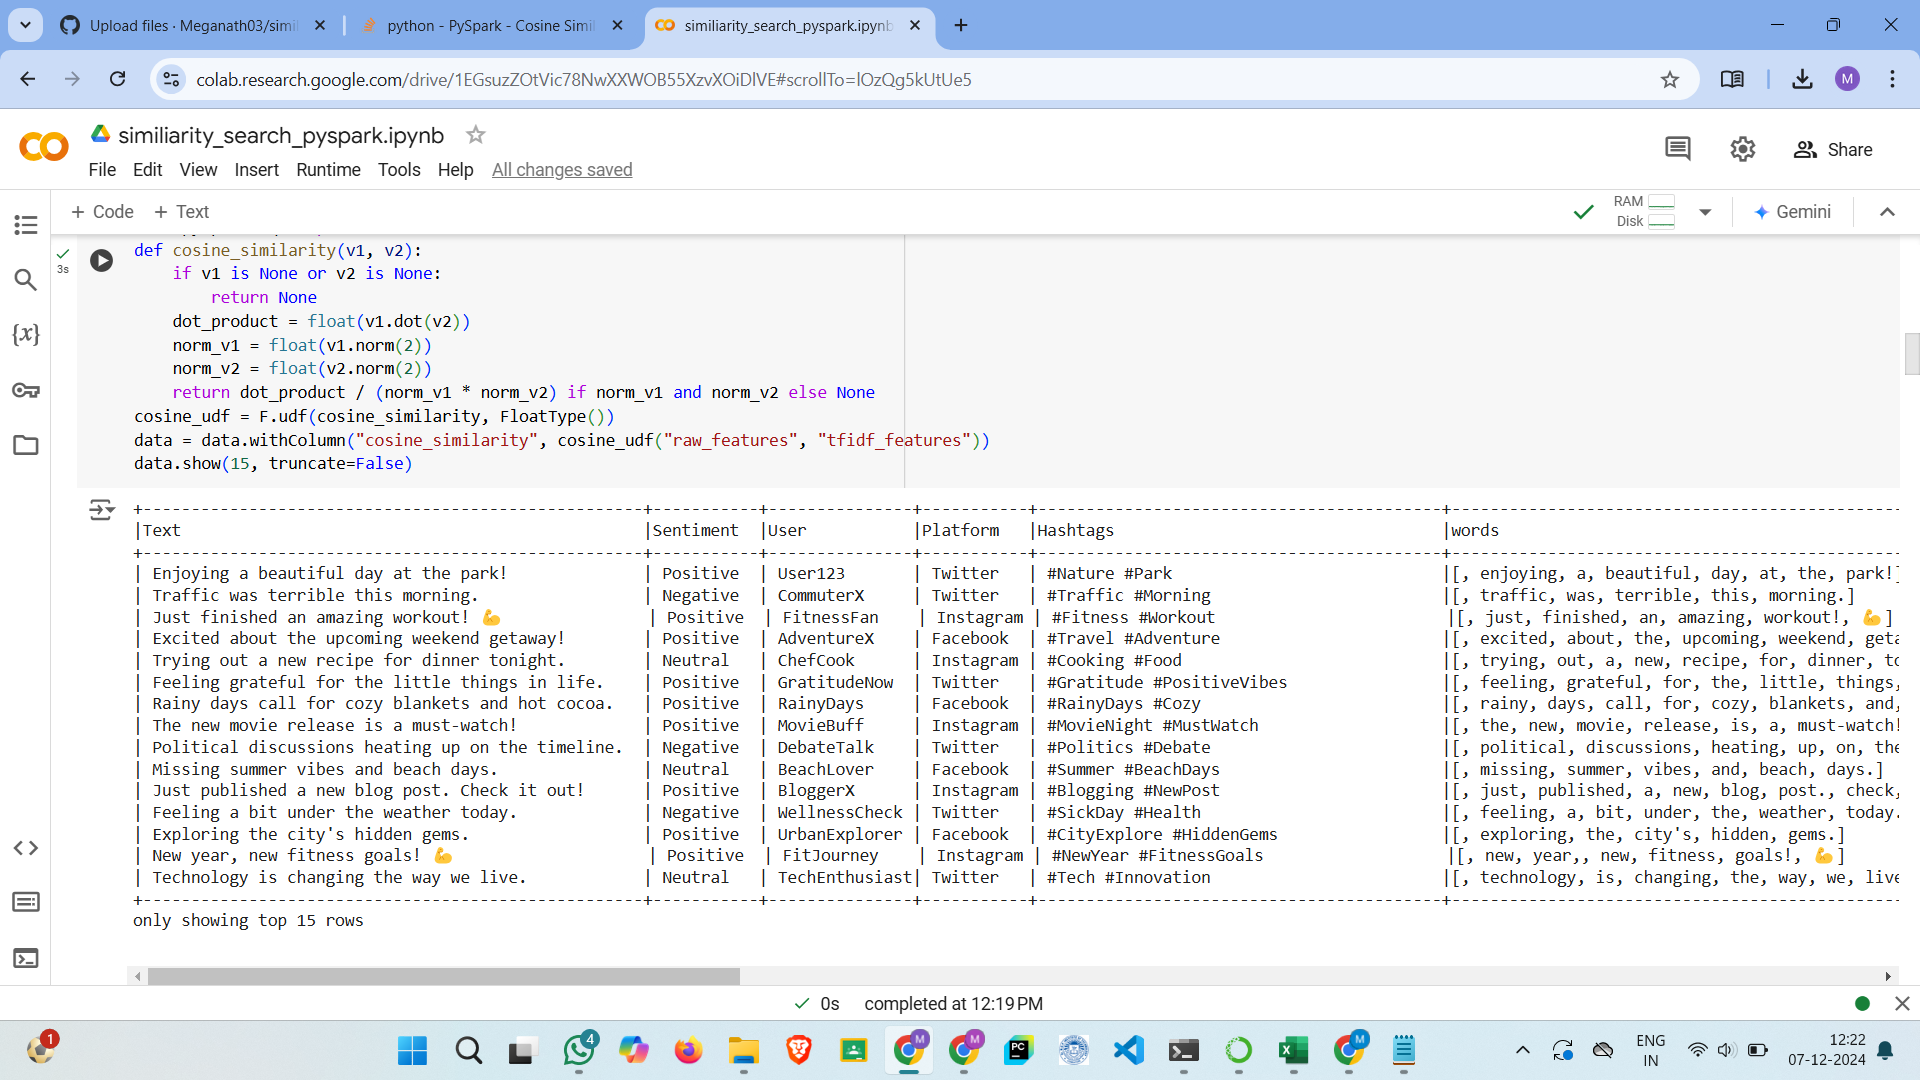 Upload files · Meganath03/simil
python - PySpark - Cosine Simil
similiarity_search_pyspark.ipynb
colab.research.google.com/drive/1EGsuzZOtVic78NwXXWOB55XzvXOiDlVE#scrollTo=lOzQg5kUtUe5
M
similiarity_search_pyspark.ipynb
File Edit View Insert Runtime Tools Help All changes saved
Share
+ Code + Text
RAM
Disk
Gemini
3s
def cosine_similarity(v1, v2):
if v1 is None or v2 is None:
return None
dot_product = float(v1.dot(v2))
norm_v1 = float(v1.norm(2))
norm_v2 = float(v2.norm(2))
return dot_product / (norm_v1 * norm_v2) if norm_v1 and norm_v2 else None
cosine_udf = F.udf(cosine_similarity, FloatType())
data = data.withColumn("cosine_similarity", cosine_udf("raw_features", "tfidf_features"))
data.show(15, truncate=False)
|Text |Sentiment |User |Platform |Hashtags |words
| Enjoying a beautiful day at the park! | Positive | User123 | Twitter | #Nature #Park |[, enjoying, a, beautiful, day, at, the, park!]
| Traffic was terrible this morning. | Negative | CommuterX | Twitter | #Traffic #Morning |[, traffic, was, terrible, this, morning.]
| Just finished an amazing workout! 💪 | Positive | FitnessFan | Instagram | #Fitness #Workout |[, just, finished, an, amazing, workout!, 💪]
| Excited about the upcoming weekend getaway! | Positive | AdventureX | Facebook | #Travel #Adventure |[, excited, about, the, upcoming, weekend, geta
| Trying out a new recipe for dinner tonight. | Neutral | ChefCook | Instagram | #Cooking #Food |[, trying, out, a, new, recipe, for, dinner, to
| Feeling grateful for the little things in life. | Positive | GratitudeNow | Twitter | #Gratitude #PositiveVibes |[, feeling, grateful, for, the, little, things,
| Rainy days call for cozy blankets and hot cocoa. | Positive | RainyDays | Facebook | #RainyDays #Cozy |[, rainy, days, call, for, cozy, blankets, and,
| The new movie release is a must-watch! | Positive | MovieBuff | Instagram | #MovieNight #MustWatch |[, the, new, movie, release, is, a, must-watch!
| Political discussions heating up on the timeline. | Negative | DebateTalk | Twitter | #Politics #Debate |[, political, discussions, heating, up, on, the
| Missing summer vibes and beach days. | Neutral | BeachLover | Facebook | #Summer #BeachDays |[, missing, summer, vibes, and, beach, days.]
| Just published a new blog post. Check it out! | Positive | BloggerX | Instagram | #Blogging #NewPost |[, just, published, a, new, blog, post., check,
| Feeling a bit under the weather today. | Negative | WellnessCheck | Twitter | #SickDay #Health |[, feeling, a, bit, under, the, weather, today.
| Exploring the city's hidden gems. | Positive | UrbanExplorer | Facebook | #CityExplore #HiddenGems |[, exploring, the, city's, hidden, gems.]
| New year, new fitness goals! 💪 | Positive | FitJourney | Instagram | #NewYear #FitnessGoals |[, new, year,, new, fitness, goals!, 💪]
| Technology is changing the way we live. | Neutral | TechEnthusiast| Twitter | #Tech #Innovation |[, technology, is, changing, the, way, we, live
only showing top 15 rows
0s completed at 12:19 PM
1
4
M
M
PC
M
ENG
IN
12:22
07-12-2024